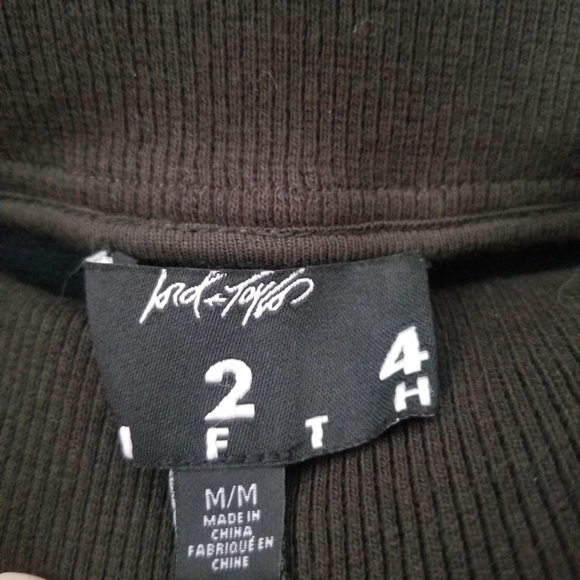 Lord & Taylor
2 4
I F T H
M/M
MADE IN
CHINA
FABRIQUÉ EN
CHINE